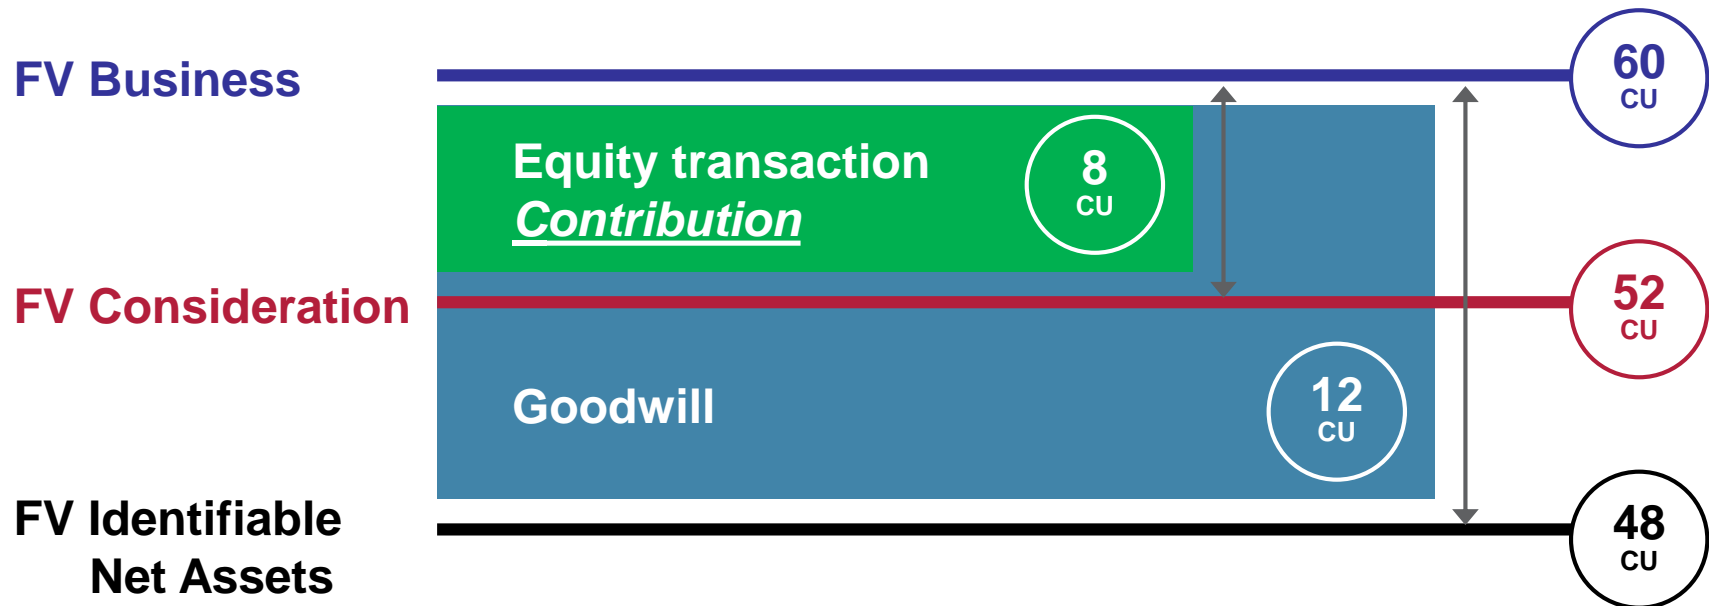 FV Business
60
CU
Equity transaction
Contribution
8
CU
FV Consideration
52
CU
Goodwill
12
CU
FV Identifiable
Net Assets
48
CU